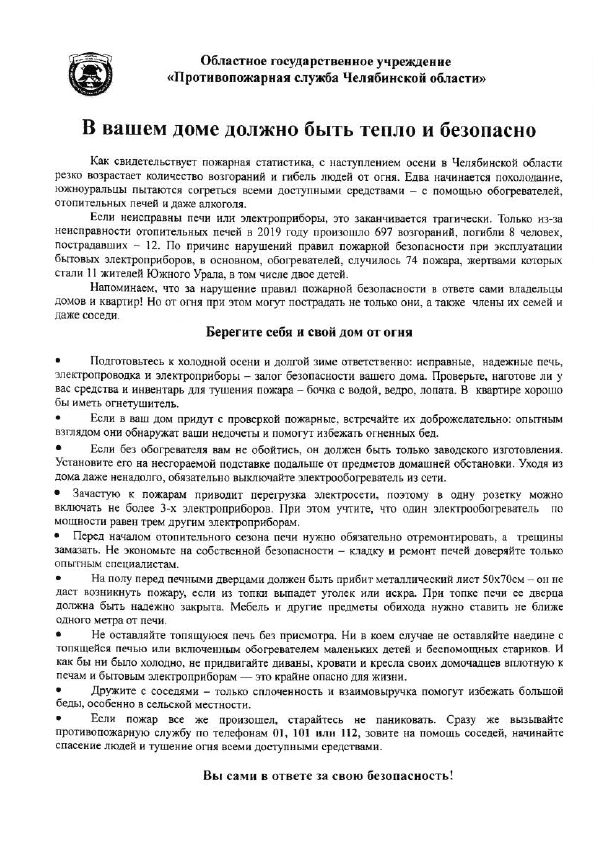 Областное государственное учреждение
«Противопожарная служба Челябинской области»
В вашем доме должно быть тепло и безопасно
Как свидетельствует пожарная статистика, с наступлением осени в Челябинской области
резко возрастает количество возгораний и гибель людей от огня. Едва начинается похолодание,
южноуральцы пытаются согреться всеми доступными средствами – с помощью обогревателей,
отопительных печей и даже алкоголя.
Если неисправны печи или электроприборы, это заканчивается трагически. Только из-за
неисправности отопительных печей в 2019 году произошло 697 возгораний, погибли 8 человек,
пострадавших – 12. По причине нарушений правил пожарной безопасности при эксплуатации
бытовых электроприборов, в основном, обогревателей, случилось 74 пожара, жертвами которых
стали 11 жителей Южного Урала, в том числе двое детей.
Напоминаем, что за нарушение правил пожарной безопасности в ответе сами владельцы
домов и квартир! Но от огня при этом могут пострадать не только они, а также члены их семей и
даже соседи.
Берегите себя и свой дом от огня
• Подготовьтесь к холодной осени и долгой зиме ответственно: исправные, надежные печь,
электропроводка и электроприборы – залог безопасности вашего дома. Проверьте, наготове ли у
вас средства и инвентарь для тушения пожара – бочка с водой, ведро, лопата. В квартире хорошо
бы иметь огнетушитель.
• Если в ваш дом придут с проверкой пожарные, встречайте их доброжелательно: опытным
взглядом они обнаружат ваши недочеты и помогут избежать огненных бед.
• Если без обогревателя вам не обойтись, он должен быть только заводского изготовления.
Установите его на несгораемой подставке подальше от предметов домашней обстановки. Уходя из
дома даже ненадолго, обязательно выключайте электрообогреватель из сети.
• Зачастую к пожарам приводит перегрузка электросети, поэтому в одну розетку можно
включать не более 3-х электроприборов. При этом учтите, что один электрообогреватель по
мощности равен трем другим электроприборам.
• Перед началом отопительного сезона печи нужно обязательно отремонтировать, а трещины
замазать. Не экономьте на собственной безопасности – кладку и ремонт печей доверяйте только
опытным специалистам.
• На полу перед печными дверцами должен быть прибит металлический лист 50х70см – он не
даст возникнуть пожару, если из топки выпадет уголек или искра. При топке печи ее дверца
должна быть надежно закрыта. Мебель и другие предметы обихода нужно ставить не ближе
одного метра от печи.
• Не оставляйте топящуюся печь без присмотра. Ни в коем случае не оставляйте наедине с
топящейся печью или включенным обогревателем маленьких детей и беспомощных стариков. И
как бы ни было холодно, не придвигайте диваны, кровати и кресла своих домочадцев вплотную к
печам и бытовым электроприборам — это крайне опасно для жизни.
• Дружите с соседями – только сплоченность и взаимовыручка помогут избежать большой
беды, особенно в сельской местности.
• Если пожар все же произошел, старайтесь не паниковать. Сразу же вызывайте
противопожарную службу по телефонам 01, 101 или 112, зовите на помощь соседей, начинайте
спасение людей и тушение огня всеми доступными средствами.
Вы сами в ответе за свою безопасность!